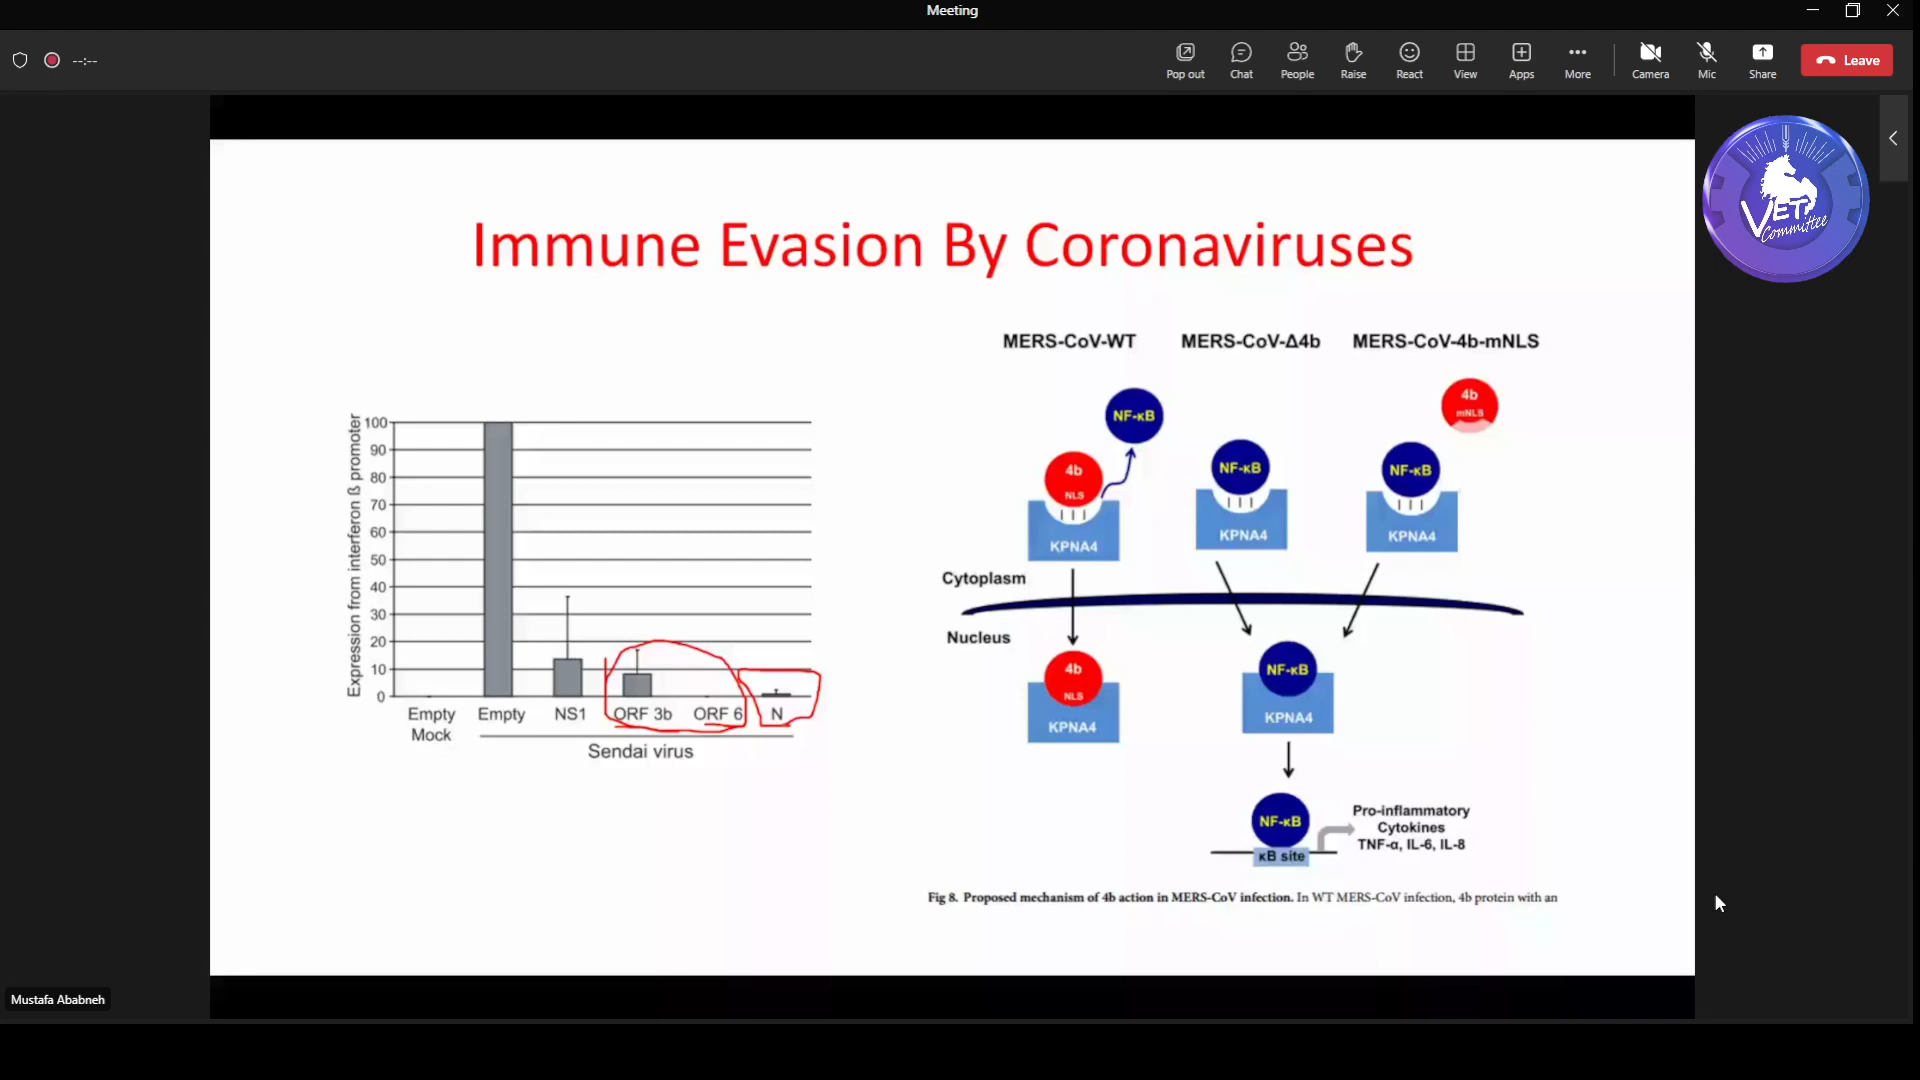 Meeting
--:--
Pop out
Chat
People
Raise
React
View
Apps
More
Camera
Mic
Share
Leave
VET
Committee
Immune Evasion By Coronaviruses
Expression from interferon ß promoter
100
90
80
70
60
50
40
30
20
10
0
Empty Mock
Empty
NS1
ORF 3b
ORF 6
N
Sendai virus
MERS-CoV-WT
MERS-CoV-Δ4b
MERS-CoV-4b-mNLS
NF-κB
4b
NLS
KPNA4
NF-κB
KPNA4
4b
mNLS
NF-κB
KPNA4
Cytoplasm
Nucleus
4b
NLS
KPNA4
NF-κB
KPNA4
NF-κB
κB site
Pro-inflammatory
Cytokines
TNF-α, IL-6, IL-8
Fig 8. Proposed mechanism of 4b action in MERS-CoV infection. In WT MERS-CoV infection, 4b protein with an
Mustafa Ababneh